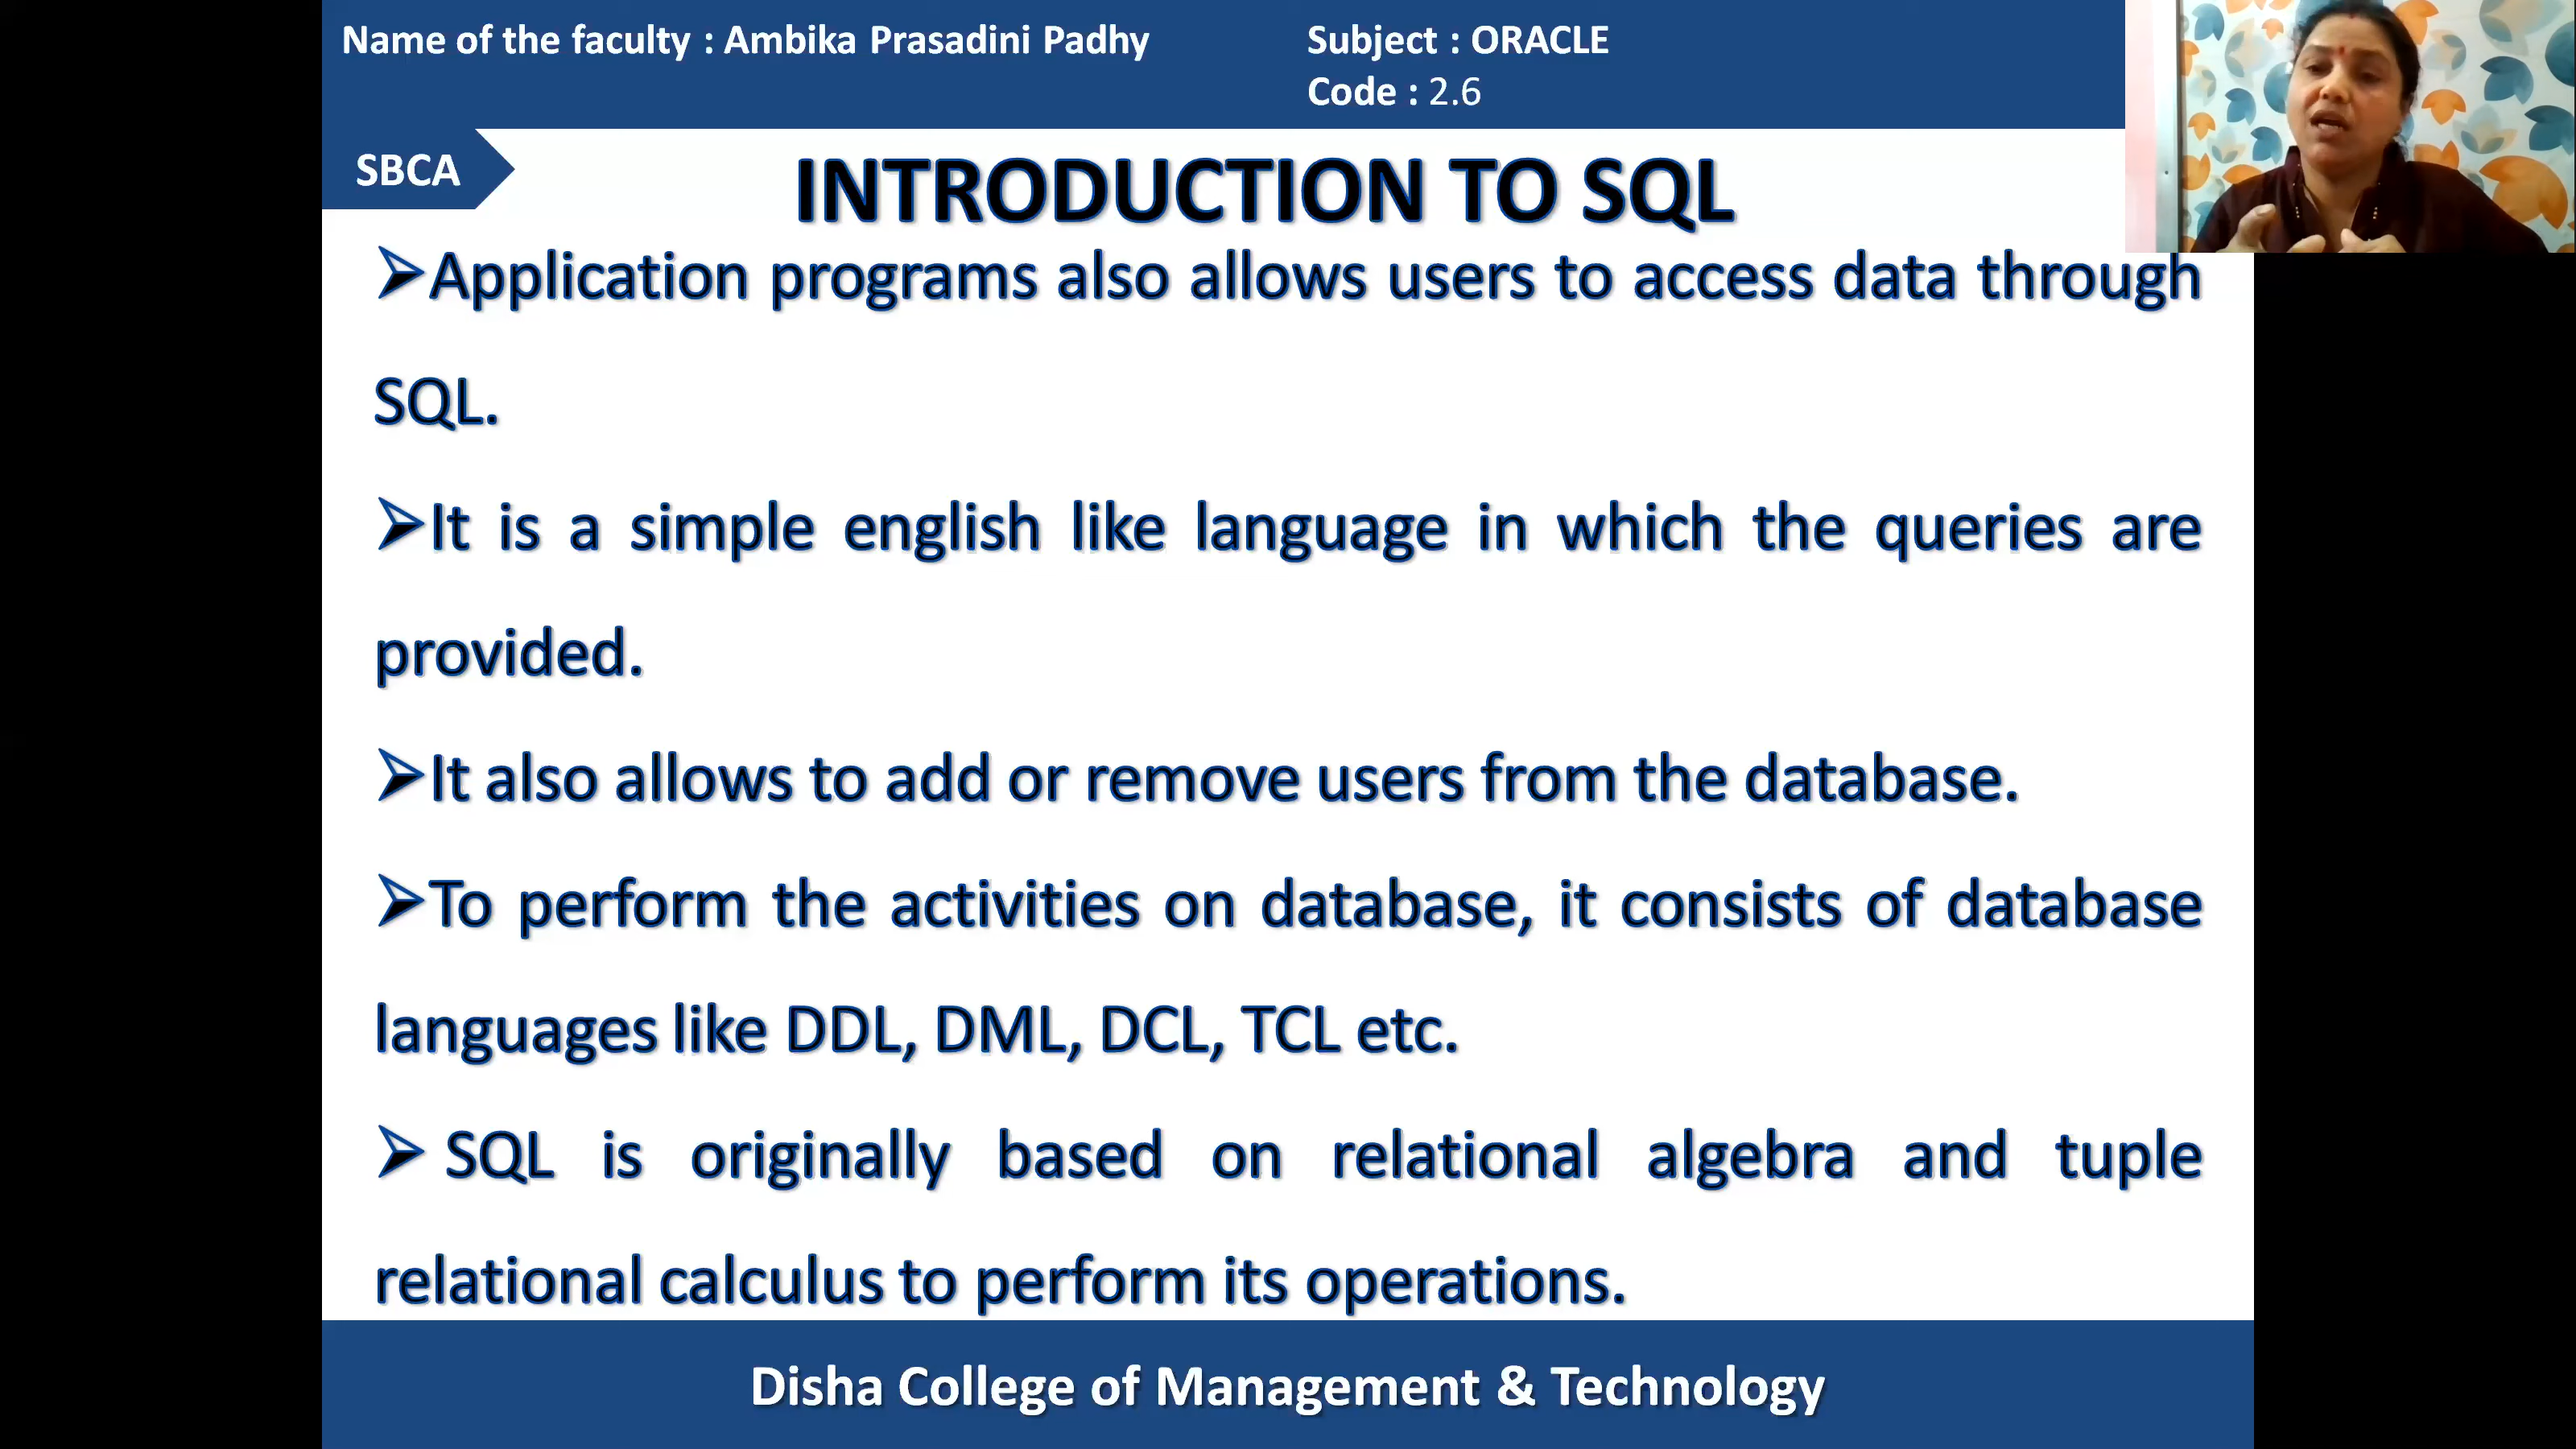 Name of the faculty : Ambika Prasadini Padhy
Subject : ORACLE
Code : 2.6
SBCA
INTRODUCTION TO SQL
➢Application programs also allows users to access data through
SQL.
➢It is a simple english like language in which the queries are
provided.
➢It also allows to add or remove users from the database.
➢To perform the activities on database, it consists of database
languages like DDL, DML, DCL, TCL etc.
➢ SQL is originally based on relational algebra and tuple
relational calculus to perform its operations.
Disha College of Management & Technology